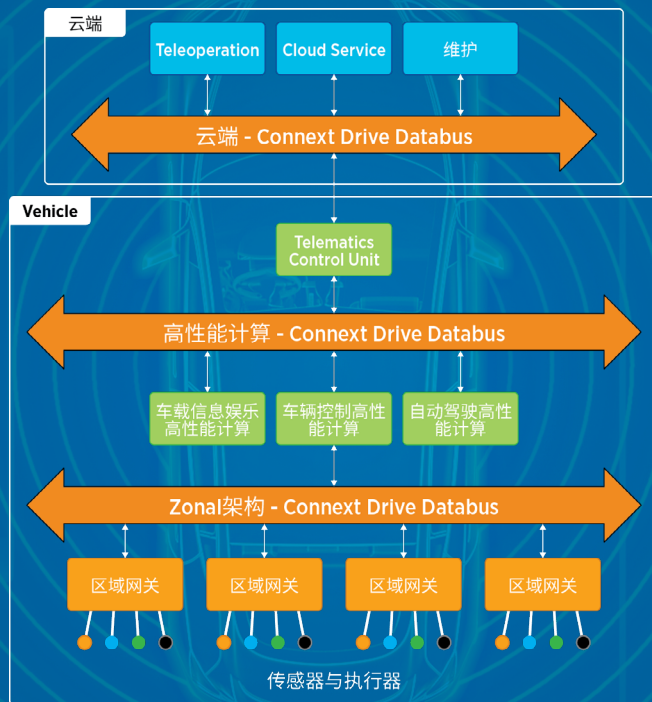 云端
Teleoperation
Cloud Service
维护
云端 - Connext Drive Databus
Vehicle
Telematics
Control Unit
高性能计算 - Connext Drive Databus
车载信息娱乐
高性能计算
车辆控制高性
能计算
自动驾驶高性
能计算
Zonal架构 - Connext Drive Databus
区域网关
区域网关
区域网关
区域网关
传感器与执行器